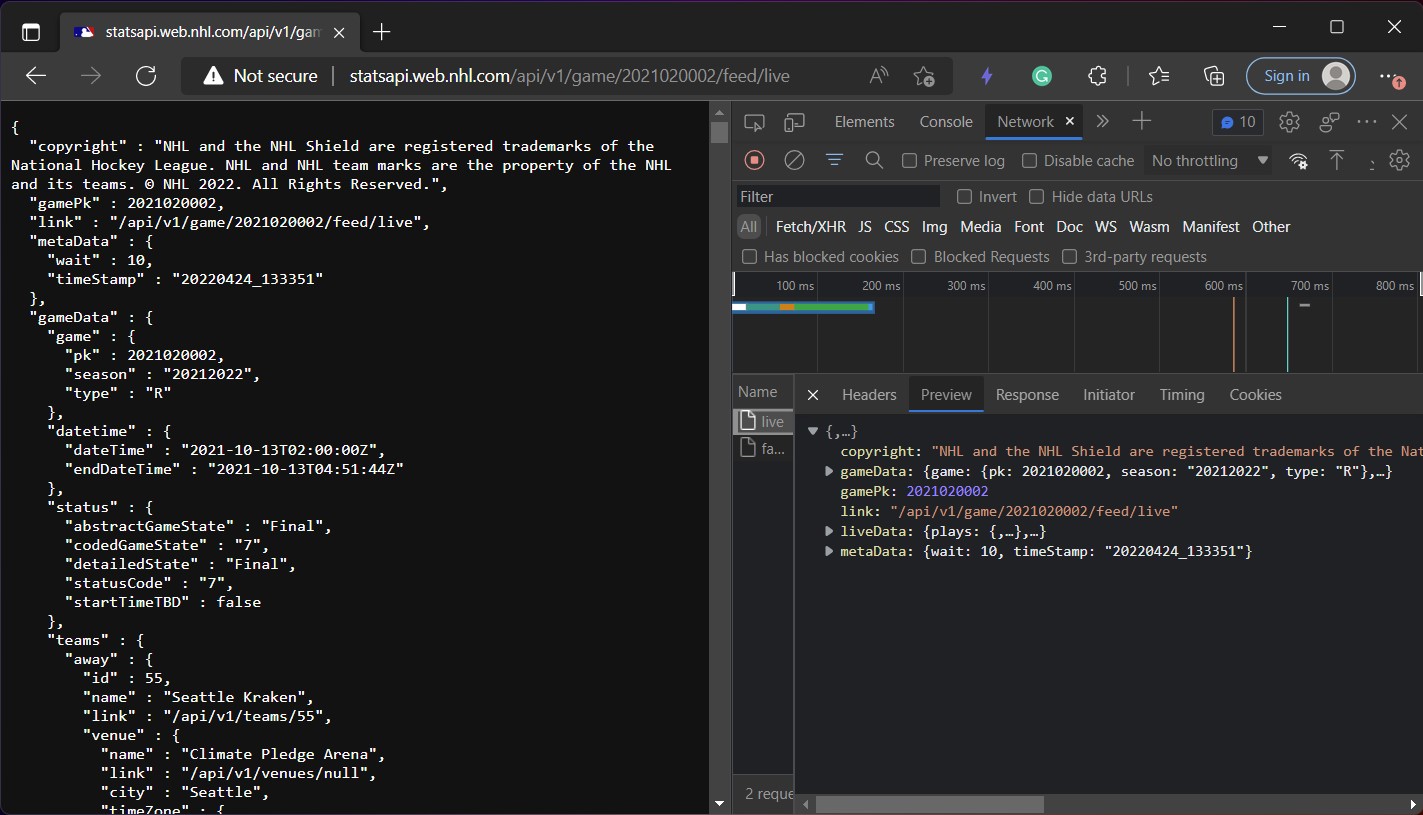 statsapi.web.nhl.com/api/v1/gam
Not secure | statsapi.web.nhl.com/api/v1/game/2021020002/feed/live
Sign in
{
"copyright" : "NHL and the NHL Shield are registered trademarks of the
National Hockey League. NHL and NHL team marks are the property of the NHL
and its teams. © NHL 2022. All Rights Reserved.",
"gamePk" : 2021020002,
"link" : "/api/v1/game/2021020002/feed/live",
"metaData" : {
"wait" : 10,
"timeStamp" : "20220424_133351"
},
"gameData" : {
"game" : {
"pk" : 2021020002,
"season" : "20212022",
"type" : "R"
},
"datetime" : {
"dateTime" : "2021-10-13T02:00:00Z",
"endDateTime" : "2021-10-13T04:51:44Z"
},
"status" : {
"abstractGameState" : "Final",
"codedGameState" : "7",
"detailedState" : "Final",
"statusCode" : "7",
"startTimeTBD" : false
},
"teams" : {
"away" : {
"id" : 55,
"name" : "Seattle Kraken",
"link" : "/api/v1/teams/55",
"venue" : {
"name" : "Climate Pledge Arena",
"link" : "/api/v1/venues/null",
"city" : "Seattle",
"timeZone" : {
Elements Console Network 10
Preserve log Disable cache No throttling
Filter Invert Hide data URLs
All Fetch/XHR JS CSS Img Media Font Doc WS Wasm Manifest Other
Has blocked cookies Blocked Requests 3rd-party requests
100 ms 200 ms 300 ms 400 ms 500 ms 600 ms 700 ms 800 ms
Name
live
fa...
2 reque
Headers Preview Response Initiator Timing Cookies
{,…}
copyright: "NHL and the NHL Shield are registered trademarks of the Nat
gameData: {game: {pk: 2021020002, season: "20212022", type: "R"},…}
gamePk: 2021020002
link: "/api/v1/game/2021020002/feed/live"
liveData: {plays: {,…},…}
metaData: {wait: 10, timeStamp: "20220424_133351"}